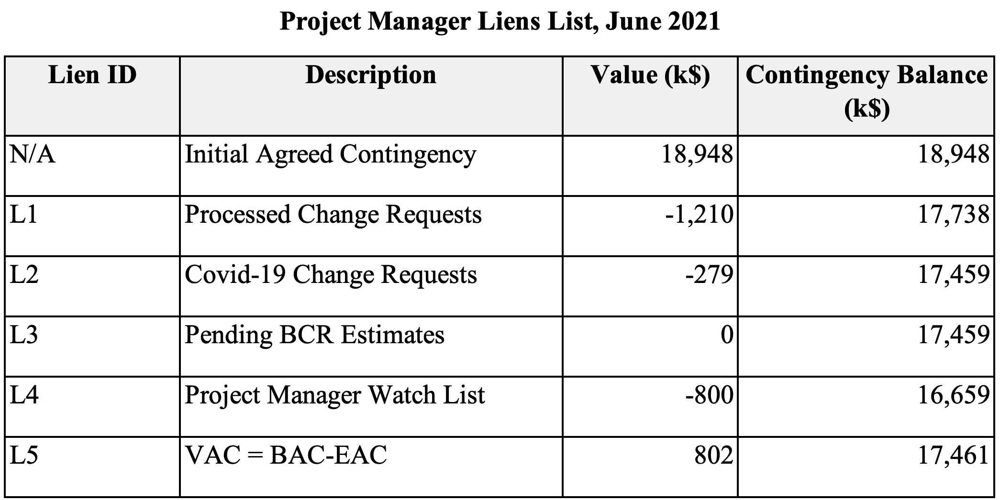 Project Manager Liens List, June 2021
Lien ID Description Value (k$) Contingency Balance
(k$)
N/A Initial Agreed Contingency 18,948 18,948
L1 Processed Change Requests -1,210 17,738
L2 Covid-19 Change Requests -279 17,459
L3 Pending BCR Estimates 0 17,459
L4 Project Manager Watch List -800 16,659
L5 VAC = BAC-EAC 802 17,461